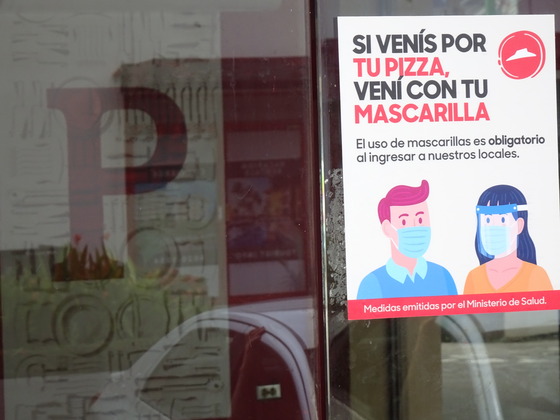 P
SI VENÍS POR
TU PIZZA,
VENÍ CON TU
MASCARILLA
El uso de mascarillas es obligatorio
al ingresar a nuestros locales.
Medidas emitidas por el Ministerio de Salud.